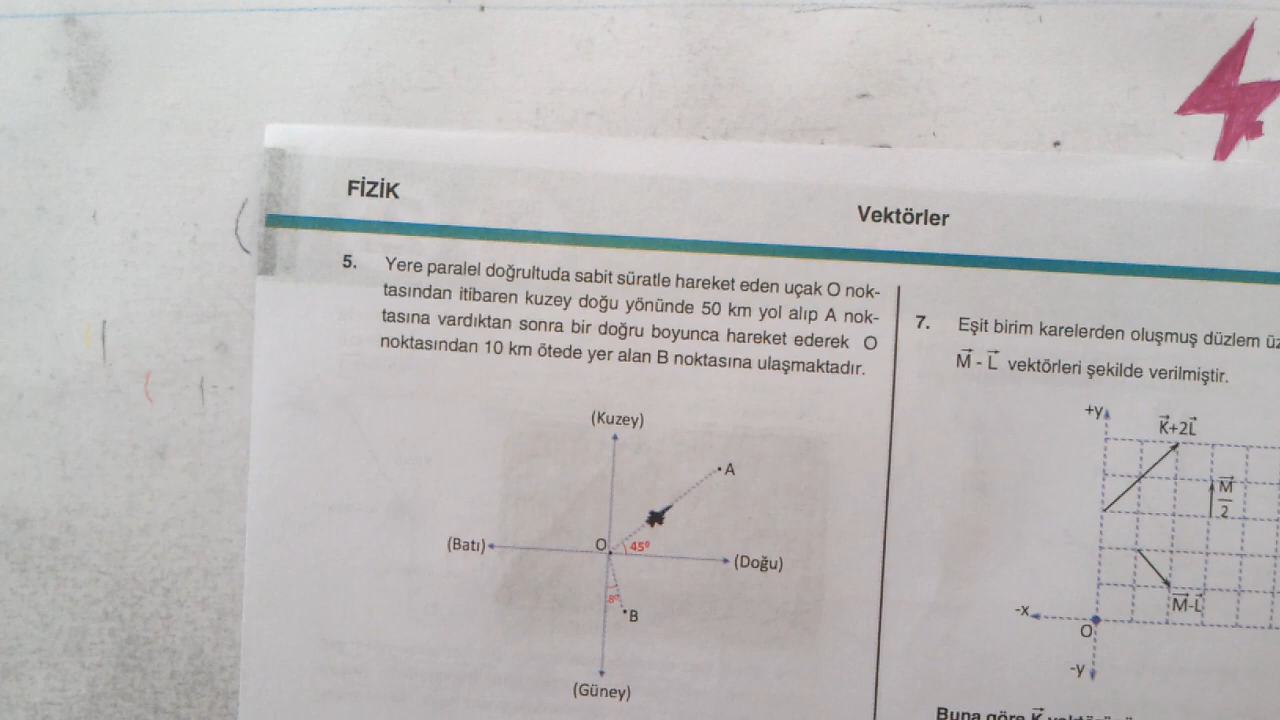 FİZİK
Vektörler
5. Yere paralel doğrultuda sabit süratle hareket eden uçak O nok-
tasından itibaren kuzey doğu yönünde 50 km yol alıp A nok-
tasına vardıktan sonra bir doğru boyunca hareket ederek O
noktasından 10 km ötede yer alan B noktasına ulaşmaktadır.
(Kuzey)
A
(Batı)
O
45°
(Doğu)
8°
B
(Güney)
7. Eşit birim karelerden oluşmuş düzlem
M - L vektörleri şekilde verilmiştir.
+y
K+2L
M
2
M-L
-x
O
-y
Buna göre K